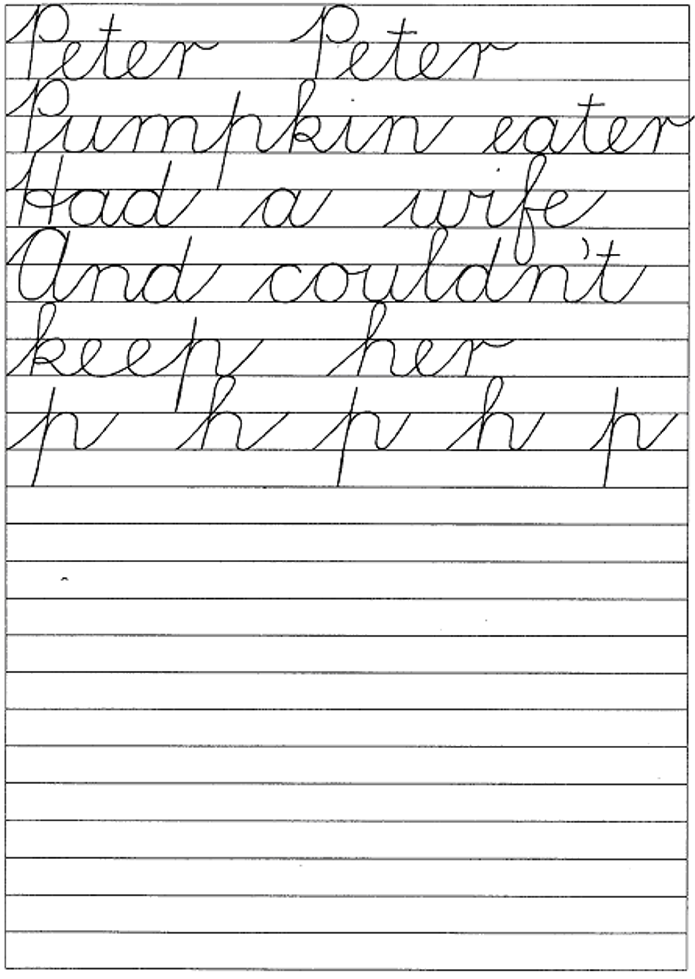 Peter Peter
Pumpkin eater
Had a wife
And couldn't
keep her
p h p h p